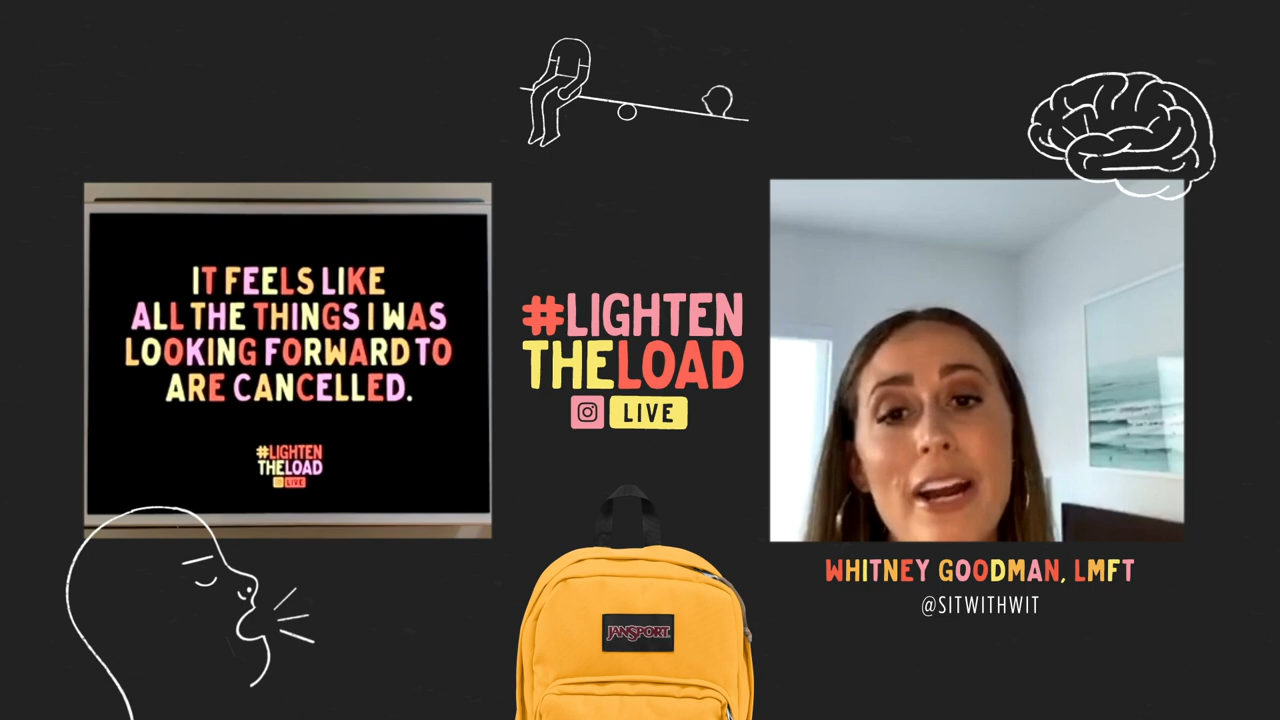 IT FEELS LIKE
ALL THE THINGS I WAS
LOOKING FORWARD TO
ARE CANCELLED.
#LIGHTEN
THELOAD
LIVE
#LIGHTEN
THELOAD
LIVE
JANSPORT
WHITNEY GOODMAN, LMFT
@SITWITHWIT